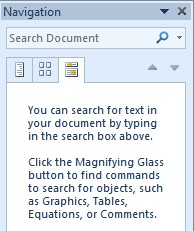 Navigation
Search Document
You can search for text in
your document by typing
in the search box above.
Click the Magnifying Glass
button to find commands
to search for objects, such
as Graphics, Tables,
Equations, or Comments.